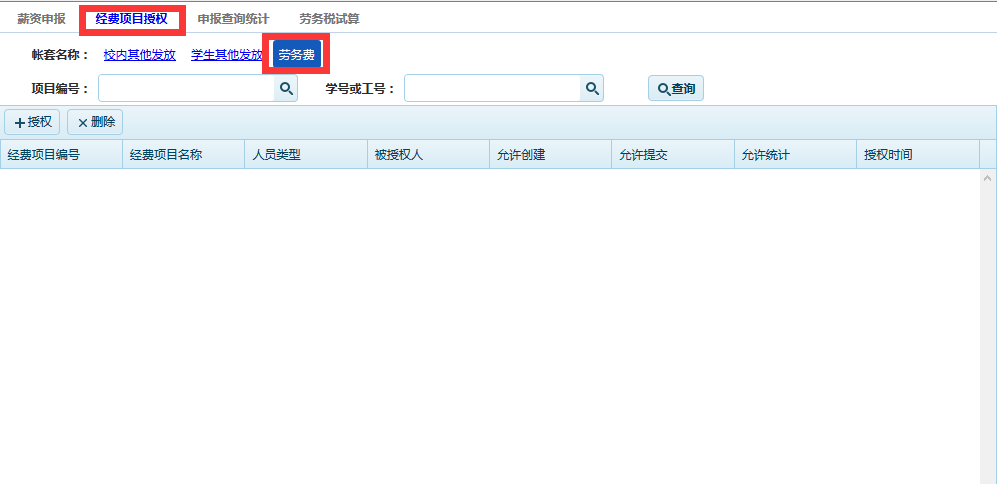 薪资申报 经费项目授权 申报查询统计 劳务税试算
帐套名称： 校内其他发放 学生其他发放 劳务费
项目编号： 学号或工号： 查询
授权 删除
经费项目编号 经费项目名称 人员类型 被授权人 允许创建 允许提交 允许统计 授权时间